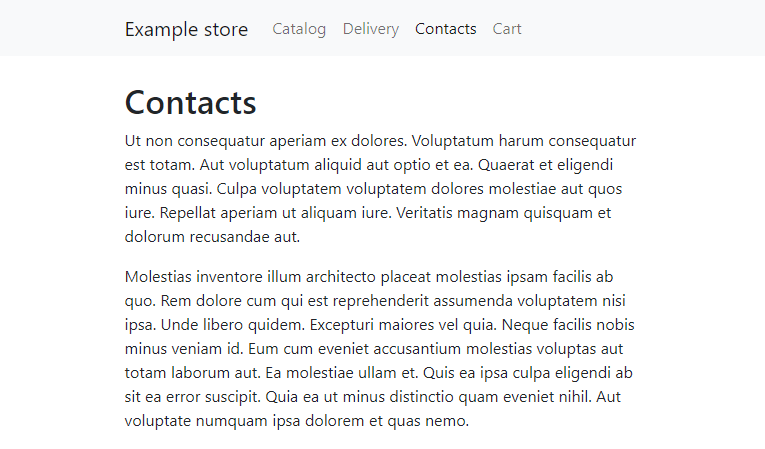 Example store Catalog Delivery Contacts Cart
Contacts
Ut non consequatur aperiam ex dolores. Voluptatum harum consequatur
est totam. Aut voluptatum aliquid aut optio et ea. Quaerat et eligendi
minus quasi. Culpa voluptatem voluptatem dolores molestiae aut quos
iure. Repellat aperiam ut aliquam iure. Veritatis magnam quisquam et
dolorum recusandae aut.
Molestias inventore illum architecto placeat molestias ipsam facilis ab
quo. Rem dolore cum qui est reprehenderit assumenda voluptatem nisi
ipsa. Unde libero quidem. Excepturi maiores vel quia. Neque facilis nobis
minus veniam id. Eum cum eveniet accusantium molestias voluptas aut
totam laborum aut. Ea molestiae ullam et. Quis ea ipsa culpa eligendi ab
sit ea error suscipit. Quia ea ut minus distinctio quam eveniet nihil. Aut
voluptate numquam ipsa dolorem et quas nemo.